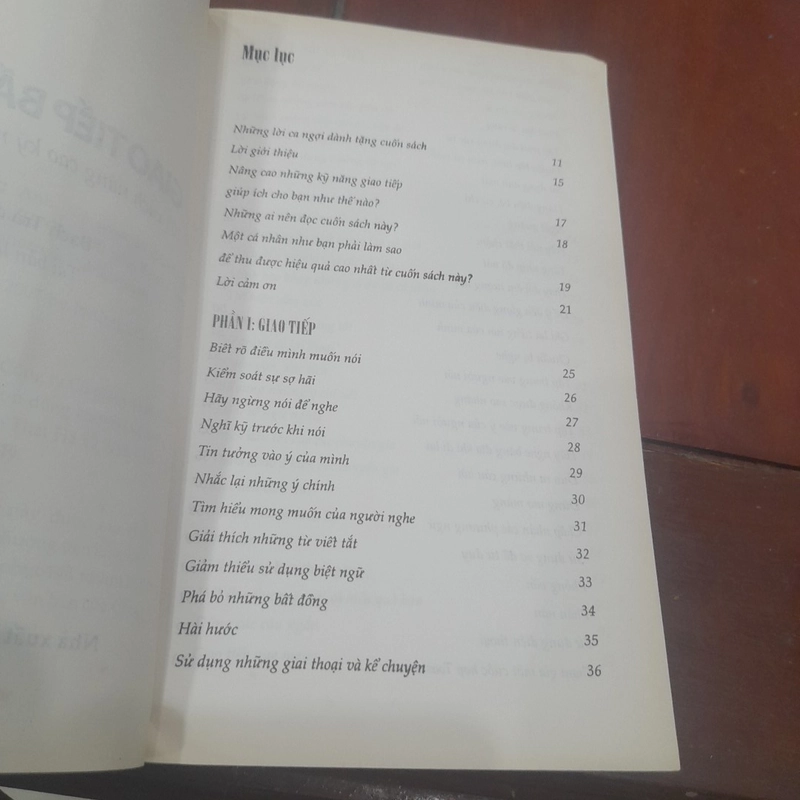 GIAO TIẾP
Nhà xuất
Mục lục
Những lời ca ngợi dành tặng cuốn sách 11
Lời giới thiệu 15
Nâng cao những kỹ năng giao tiếp
giúp ích cho bạn như thế nào? 17
Những ai nên đọc cuốn sách này? 18
Một cá nhân như bạn phải làm sao
để thu được hiệu quả cao nhất từ cuốn sách này? 19
Lời cảm ơn 21
PHẦN I: GIAO TIẾP
Biết rõ điều mình muốn nói 25
Kiểm soát sự sợ hãi 26
Hãy ngừng nói để nghe 27
Nghĩ kỹ trước khi nói 28
Tin tưởng vào ý của mình 29
Nhắc lại những ý chính 30
Tìm hiểu mong muốn của người nghe 31
Giải thích những từ viết tắt 32
Giảm thiểu sử dụng biệt ngữ 33
Phá bỏ những bất đồng 34
Hài hước 35
Sử dụng những giai thoại và kể chuyện 36